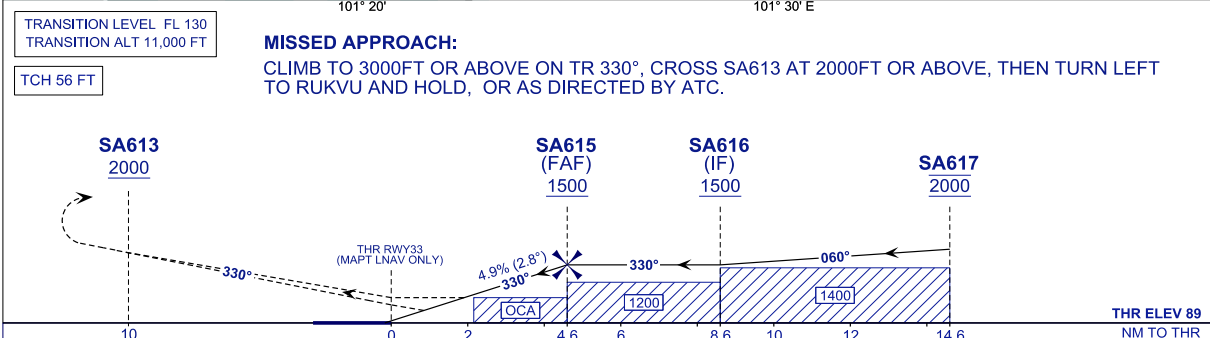 101° 20'
101° 30' E
TRANSITION LEVEL FL 130
TRANSITION ALT 11,000 FT
TCH 56 FT
MISSED APPROACH:
CLIMB TO 3000FT OR ABOVE ON TR 330°, CROSS SA613 AT 2000FT OR ABOVE, THEN TURN LEFT
TO RUKVU AND HOLD, OR AS DIRECTED BY ATC.
SA613
2000
SA615
(FAF)
1500
SA616
(IF)
1500
SA617
2000
THR RWY33
(MAPT LNAV ONLY)
330°
4.9% (2.8°)
330°
330°
060°
OCA
1200
1400
THR ELEV 89
10
0
2
4.6
6
8.6
10
12
14.6
NM TO THR